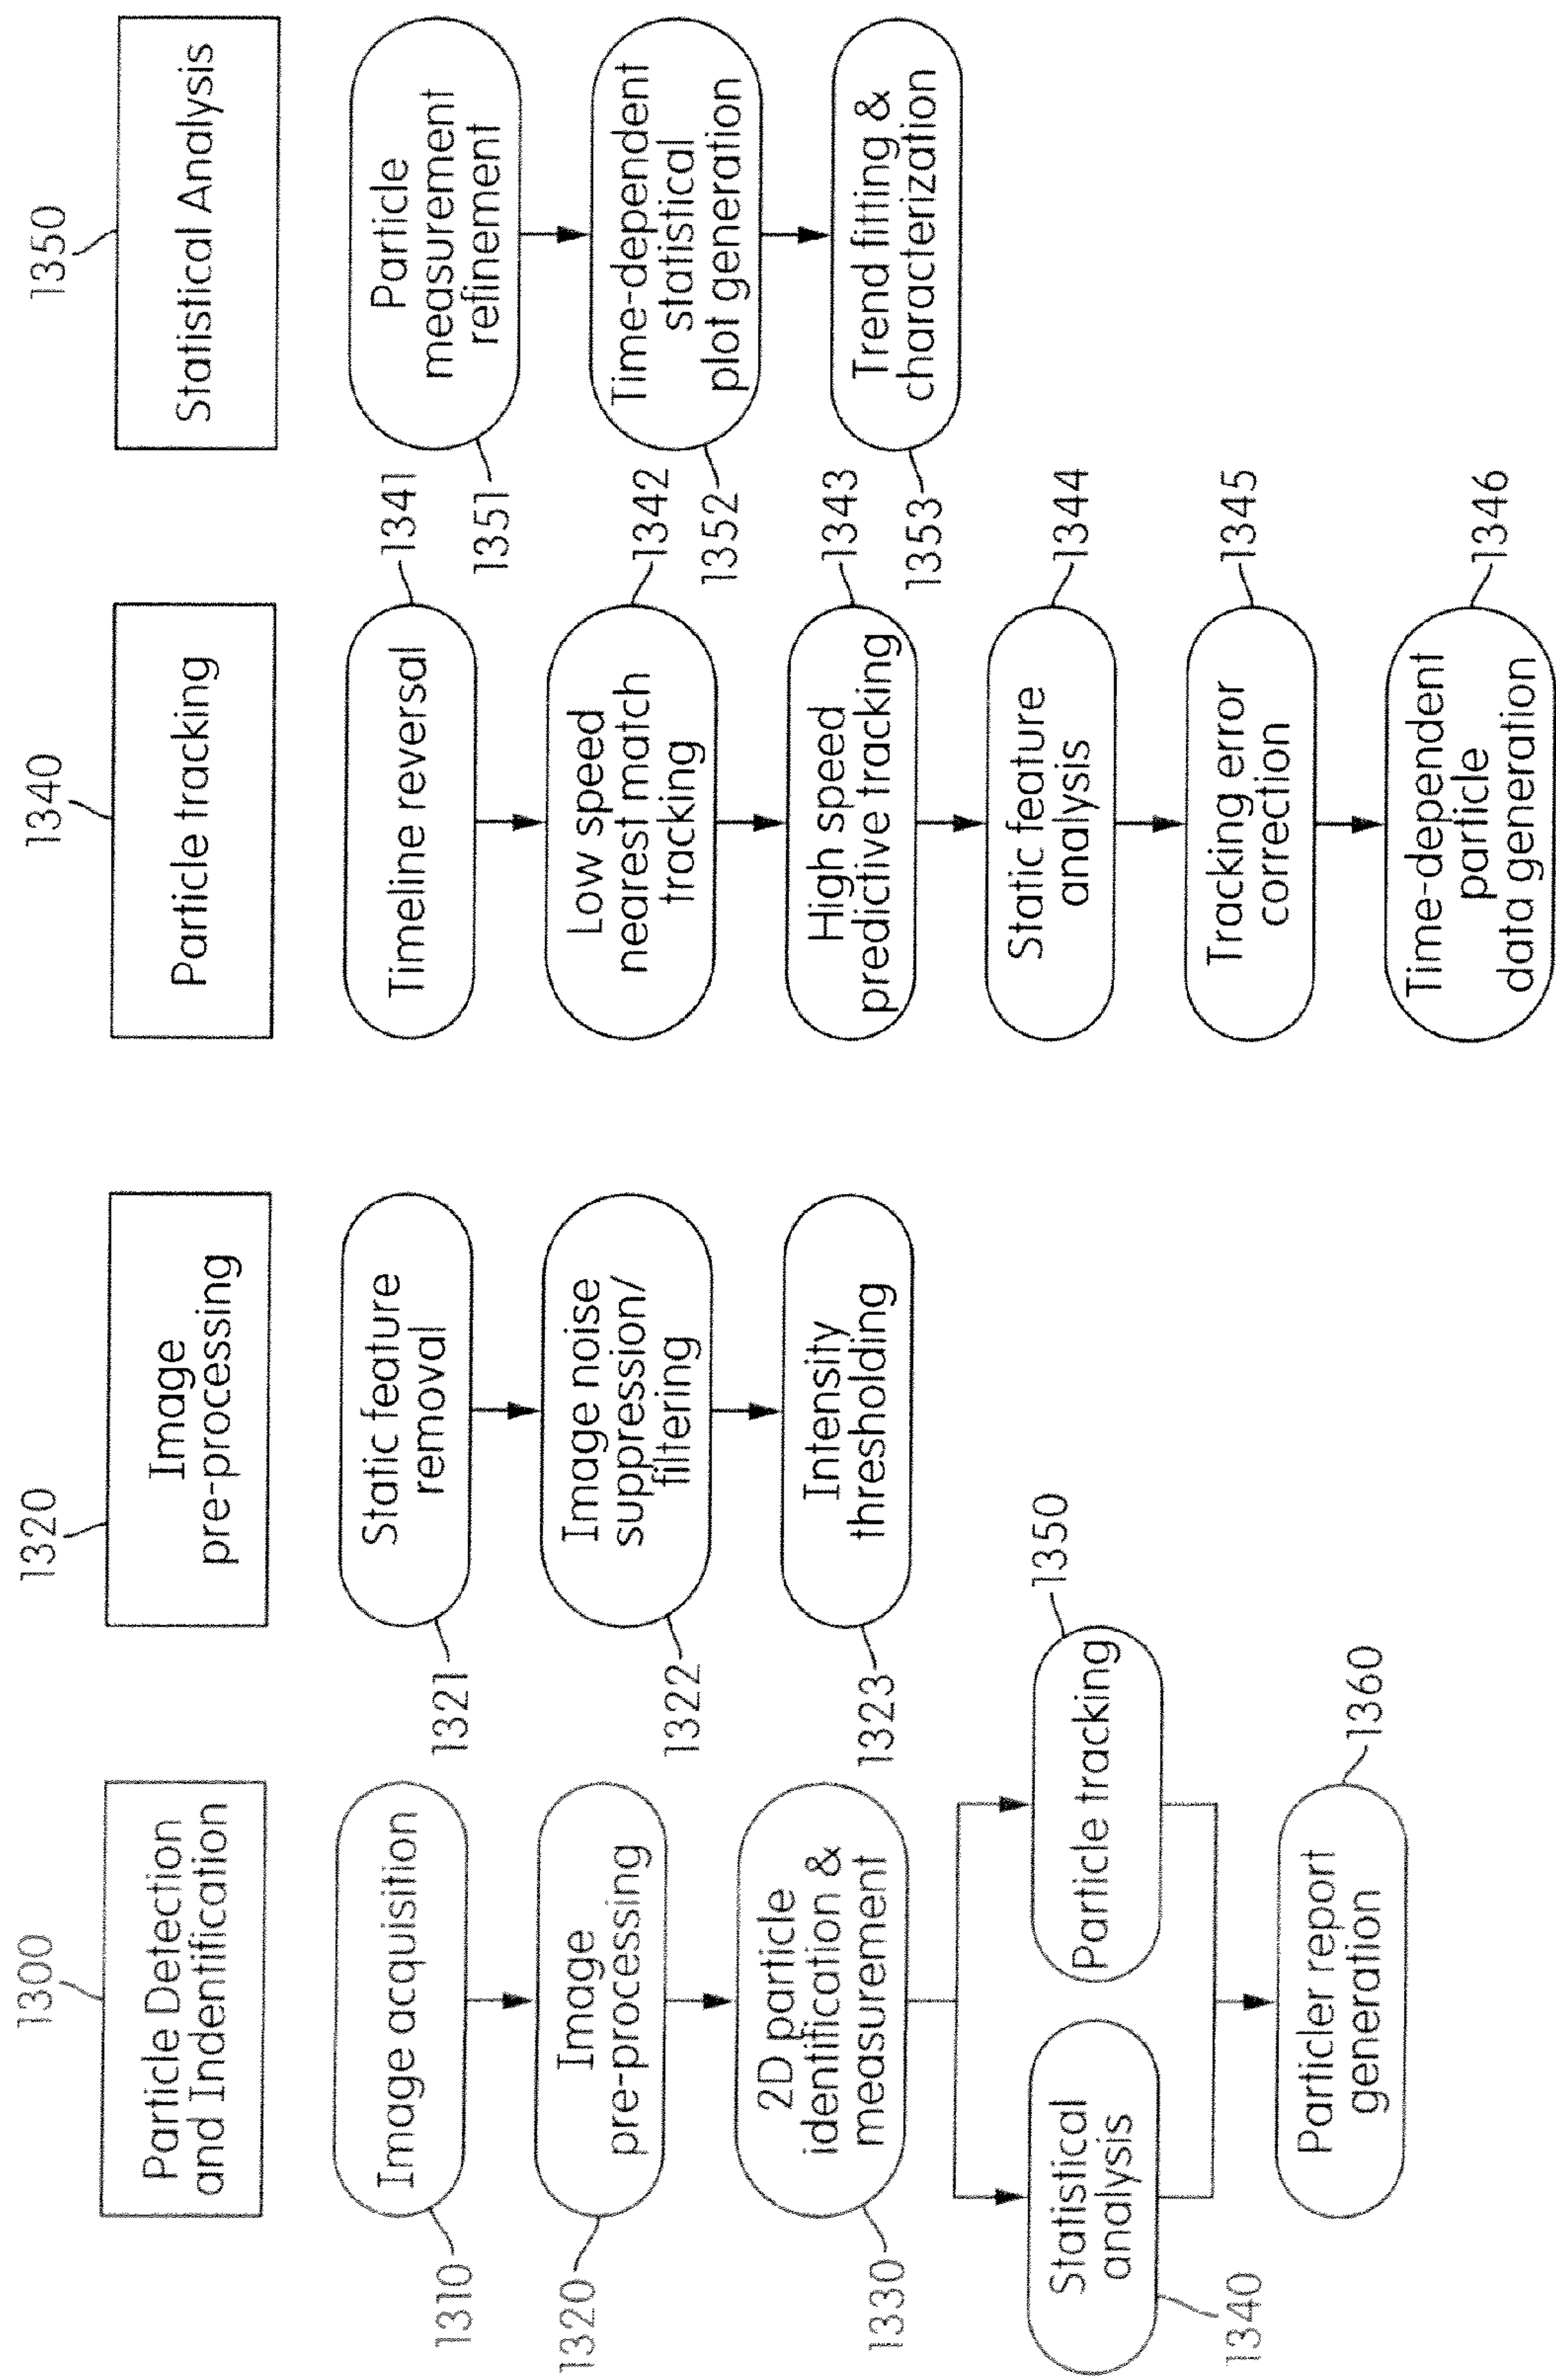 1300
Particle Detection
and Indentification
1310
Image acquisition
1320
Image
pre-processing
1330
2D particle
identification &
measurement
1340
Statistical
analysis
1350
Particle tracking
1360
Particler report
generation
1320
Image
pre-processing
1321
Static feature
removal
1322
Image noise
suppression/
filtering
1323
Intensity
thresholding
1340
Particle tracking
1341
Timeline reversal
1342
Low speed
nearest match
tracking
1343
High speed
predictive tracking
1344
Static feature
analysis
1345
Tracking error
correction
1346
Time-dependent
particle
data generation
1350
Statistical Analysis
1351
Particle
measurement
refinement
1352
Time-dependent
statistical
plot generation
1353
Trend fitting &
characterization